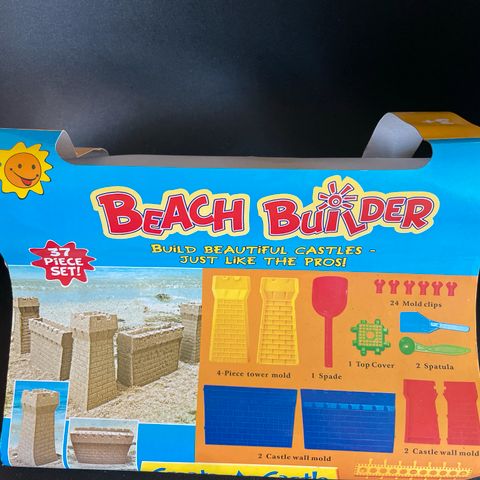 BEACH BUILDER
BUILD BEAUTIFUL CASTLES -
JUST LIKE THE PROS!
37
PIECE
SET!
24 Mold clips
4-Piece tower mold
1 Spade
1 Top Cover
2 Spatula
2 Castle wall mold
2 Castle wall mold